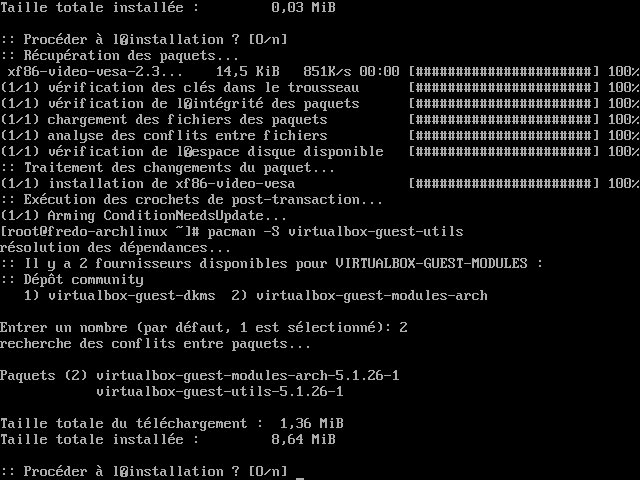 Taille totale installée :         0,03 MiB
:: Procéder à l�installation ? [O/n]
:: Récupération des paquets...
 xf86-video-vesa-2.3...    14,5 KiB   851K/s 00:00 [######################] 100%
(1/1) vérification des clés dans le trousseau      [######################] 100%
(1/1) vérification de l�intégrité des paquets      [######################] 100%
(1/1) chargement des fichiers des paquets          [######################] 100%
(1/1) analyse des conflits entre fichiers          [######################] 100%
(1/1) vérification de l�espace disque disponible   [######################] 100%
:: Traitement des changements du paquet...
(1/1) installation de xf86-video-vesa              [######################] 100%
:: Exécution des crochets de post-transaction...
(1/1) Arming ConditionNeedsUpdate...
[root@fredo-archlinux ~]# pacman -S virtualbox-guest-utils
résolution des dépendances...
:: Il y a 2 fournisseurs disponibles pour VIRTUALBOX-GUEST-MODULES :
:: Dépôt community
   1) virtualbox-guest-dkms  2) virtualbox-guest-modules-arch
Entrer un nombre (par défaut, 1 est sélectionné): 2
recherche des conflits entre paquets...
Paquets (2) virtualbox-guest-modules-arch-5.1.26-1
            virtualbox-guest-utils-5.1.26-1
Taille totale du téléchargement :  1,36 MiB
Taille totale installée :         8,64 MiB
:: Procéder à l�installation ? [O/n] _